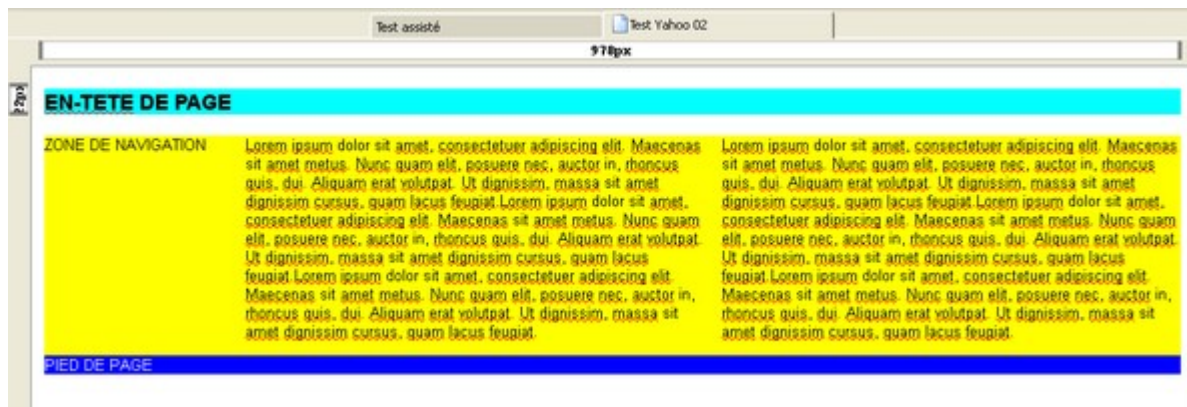 Test assisté
Test Yahoo 02
978px
EN-TETE DE PAGE
ZONE DE NAVIGATION
Lorem ipsum dolor sit amet, consectetuer adipiscing elit. Maecenas
sit amet metus. Nunc quam elit, posuere nec, auctor in, rhoncus
quis, dui. Aliquam erat volutpat. Ut dignissim, massa sit amet
dignissim cursus, quam lacus feugiat.Lorem ipsum dolor sit amet,
consectetuer adipiscing elit. Maecenas sit amet metus. Nunc quam
elit, posuere nec, auctor in, rhoncus quis, dui. Aliquam erat volutpat.
Ut dignissim, massa sit amet dignissim cursus, quam lacus
feugiat.Lorem ipsum dolor sit amet, consectetuer adipiscing elit.
Maecenas sit amet metus. Nunc quam elit, posuere nec, auctor in,
rhoncus quis, dui. Aliquam erat volutpat. Ut dignissim, massa sit
amet dignissim cursus, quam lacus feugiat.
Lorem ipsum dolor sit amet, consectetuer adipiscing elit. Maecenas
sit amet metus. Nunc quam elit, posuere nec, auctor in, rhoncus
quis, dui. Aliquam erat volutpat. Ut dignissim, massa sit amet
dignissim cursus, quam lacus feugiat.Lorem ipsum dolor sit amet,
consectetuer adipiscing elit. Maecenas sit amet metus. Nunc quam
elit, posuere nec, auctor in, rhoncus quis, dui. Aliquam erat volutpat.
Ut dignissim, massa sit amet dignissim cursus, quam lacus
feugiat.Lorem ipsum dolor sit amet, consectetuer adipiscing elit.
Maecenas sit amet metus. Nunc quam elit, posuere nec, auctor in,
rhoncus quis, dui. Aliquam erat volutpat. Ut dignissim, massa sit
amet dignissim cursus, quam lacus feugiat.
PIED DE PAGE